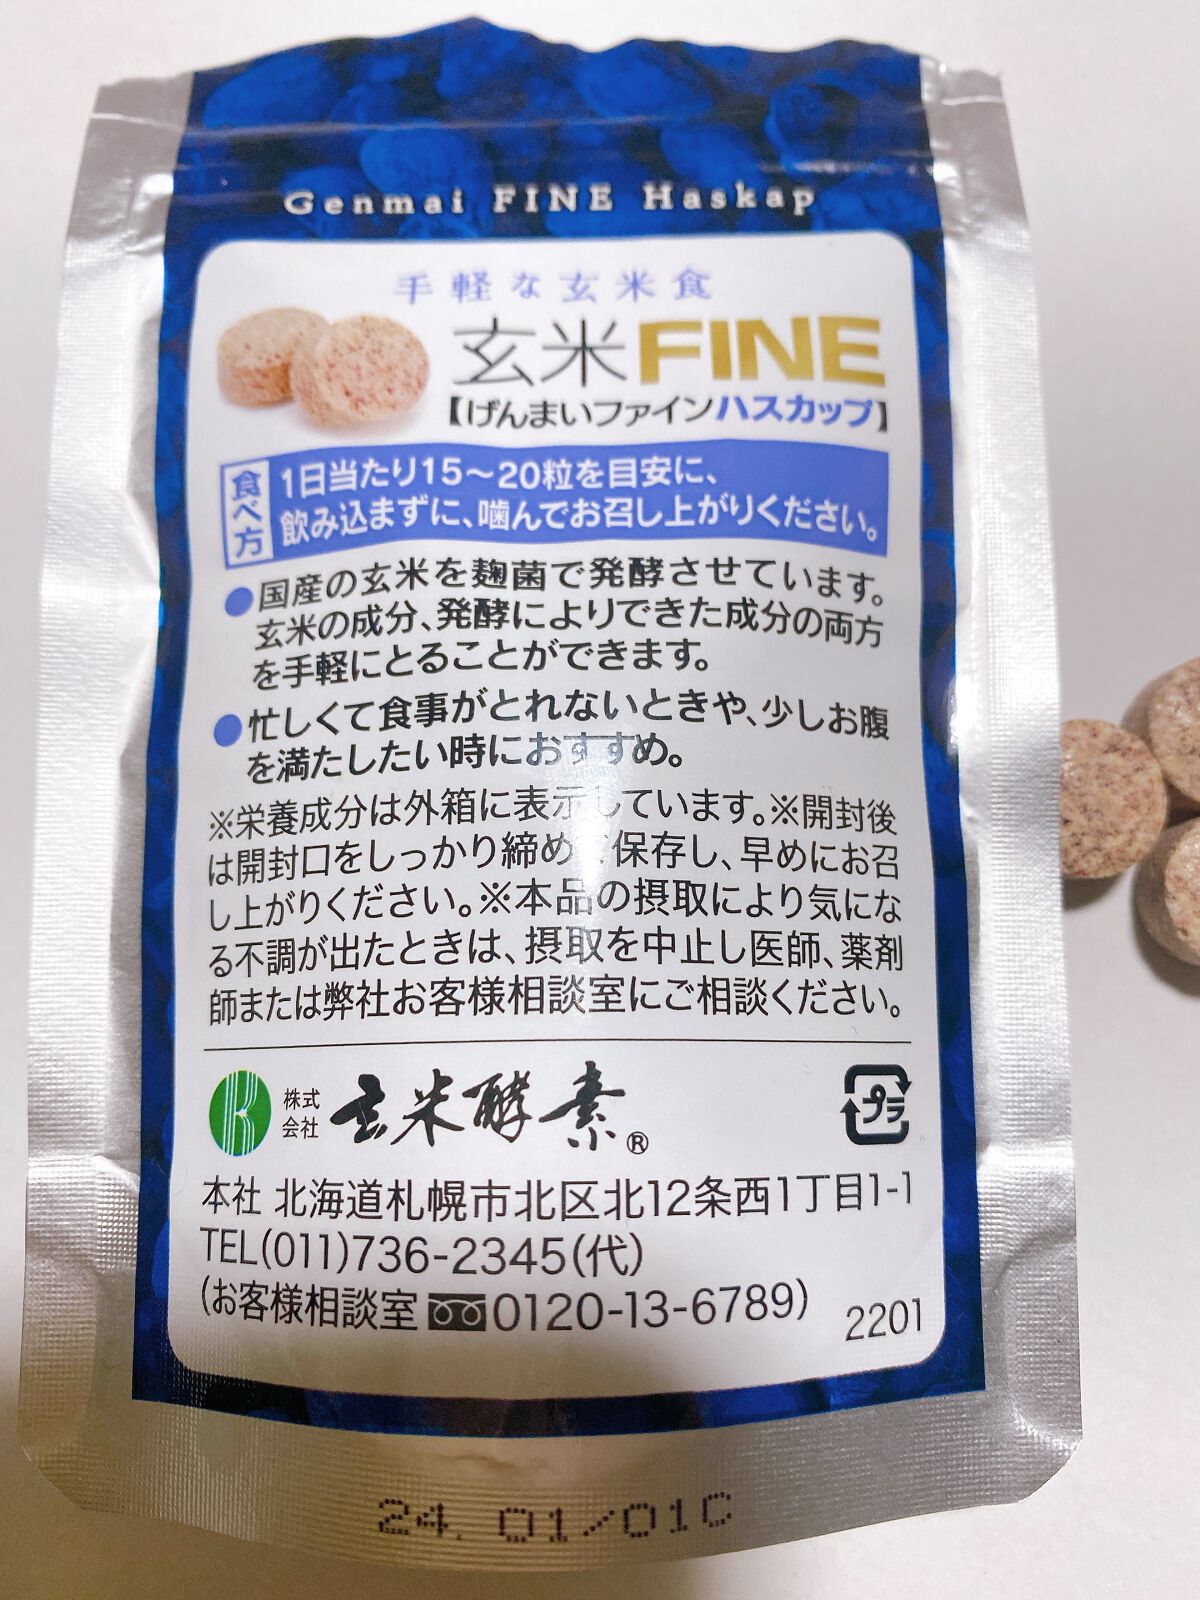 Genmai FINE Haskap
手軽な玄米食
玄米FINE
【げんまいファインハスカップ】
食べ方
1日当たり15～20粒を目安に、
飲み込まずに、噛んでお召し上がりください。
●国産の玄米を麹菌で発酵させています。
玄米の成分、発酵によりできた成分の両方
を手軽にとることができます。
●忙しくて食事がとれないときや、少しお腹
を満たしたい時におすすめ。
※栄養成分は外箱に表示しています。※開封後
は開封口をしっかり締めて保存し、早めにお召
し上がりください。※本品の摂取により気にな
る不調が出たときは、摂取を中止し医師、薬剤
師または弊社お客様相談室にご相談ください。
株式会社 玄米酵素®
プラ
本社 北海道札幌市北区北12条西1丁目1-1
TEL(011)736-2345(代)
(お客様相談室 0120-13-6789)
2201
24.01/01C